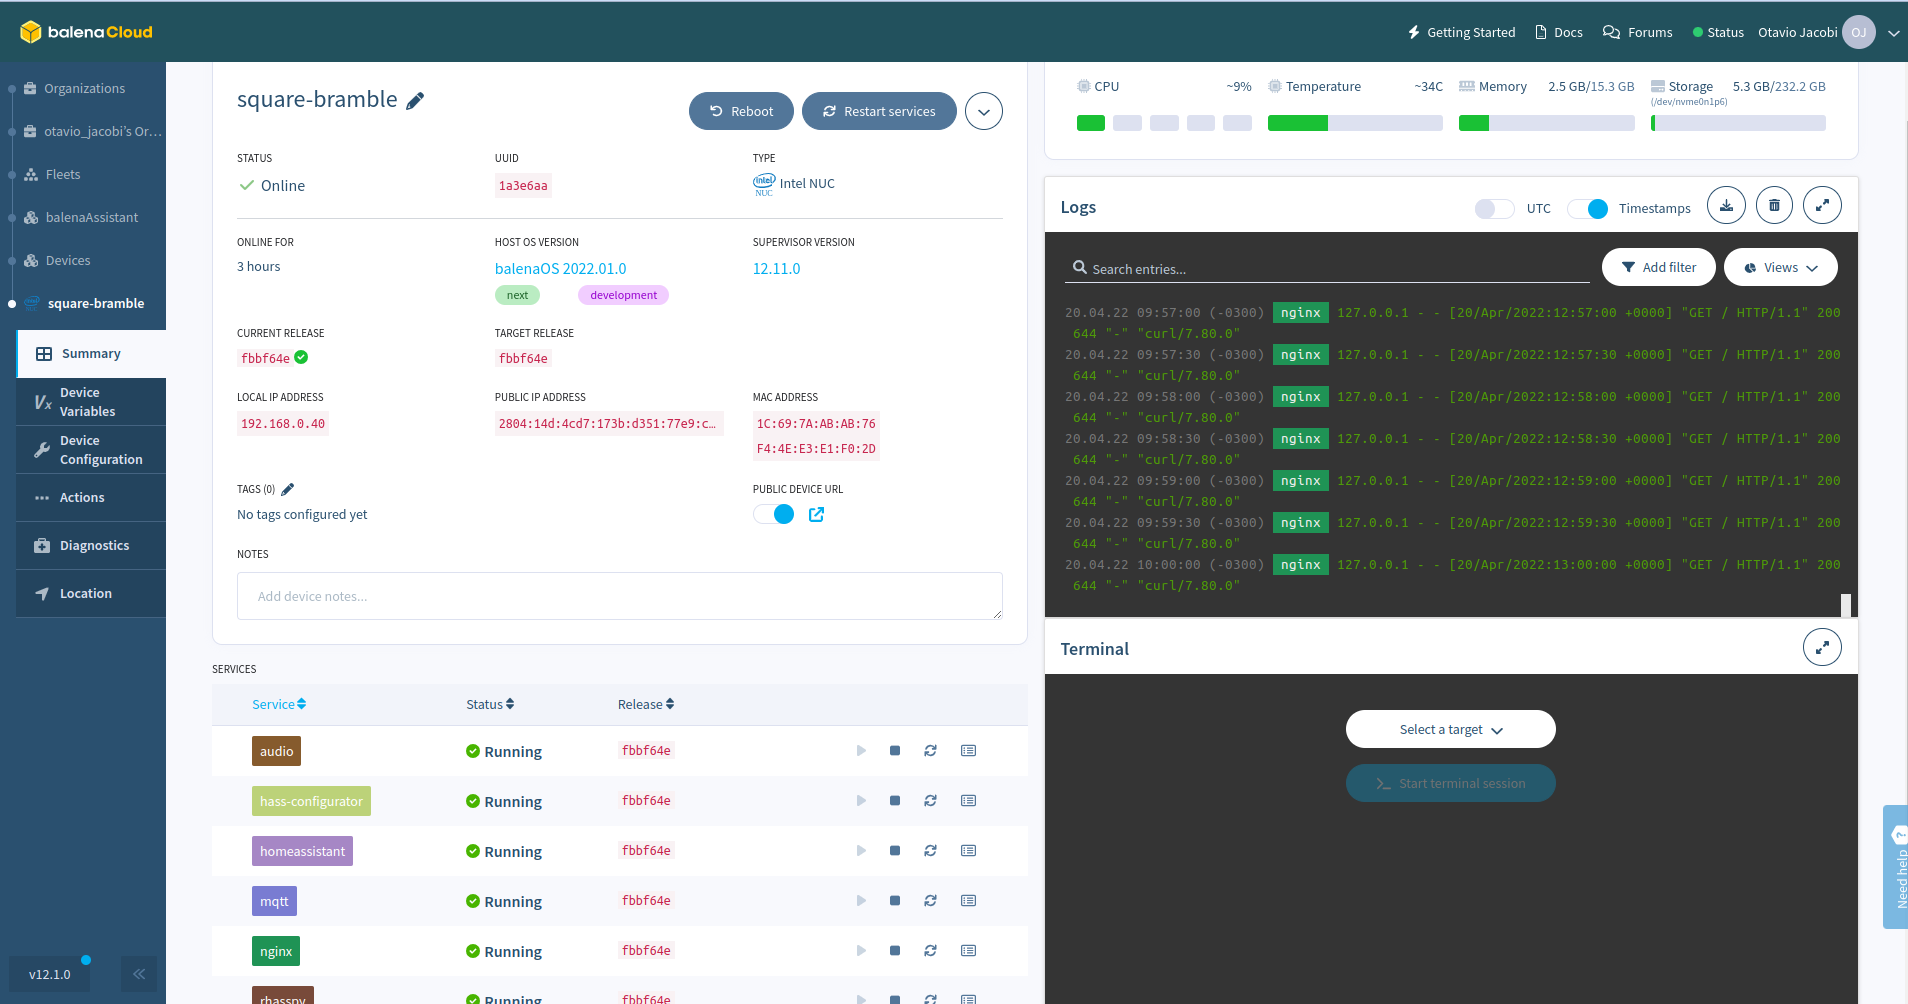 balenaCloud
Getting Started
Docs
Forums
Status
Otavio Jacobi
OJ
Organizations
otavio_jacobi's Or...
Fleets
balenaAssistant
Devices
square-bramble
Summary
Device
Variables
Device
Configuration
Actions
Diagnostics
Location
v12.1.0
square-bramble
Reboot
Restart services
STATUS
UUID
TYPE
Online
1a3e6aa
intel NUC
Intel NUC
ONLINE FOR
HOST OS VERSION
SUPERVISOR VERSION
3 hours
balenaOS 2022.01.0
12.11.0
next
development
CURRENT RELEASE
TARGET RELEASE
fbbf64e
fbbf64e
LOCAL IP ADDRESS
PUBLIC IP ADDRESS
MAC ADDRESS
192.168.0.40
2804:14d:4cd7:173b:d351:77e9:c…
1C:69:7A:AB:AB:76
F4:4E:E3:E1:F0:2D
TAGS (0)
PUBLIC DEVICE URL
No tags configured yet
NOTES
Add device notes...
SERVICES
Service
Status
Release
audio
Running
fbbf64e
hass-configurator
Running
fbbf64e
homeassistant
Running
fbbf64e
mqtt
Running
fbbf64e
nginx
Running
fbbf64e
rhasspy
Running
fbbf64e
CPU
~9%
Temperature
~34C
Memory
2.5 GB/15.3 GB
Storage
5.3 GB/232.2 GB
(/dev/nvme0n1p6)
Logs
UTC
Timestamps
Search entries...
Add filter
Views
20.04.22 09:57:00 (-0300) nginx 127.0.0.1 - - [20/Apr/2022:12:57:00 +0000] "GET / HTTP/1.1" 200
644 "-" "curl/7.80.0"
20.04.22 09:57:30 (-0300) nginx 127.0.0.1 - - [20/Apr/2022:12:57:30 +0000] "GET / HTTP/1.1" 200
644 "-" "curl/7.80.0"
20.04.22 09:58:00 (-0300) nginx 127.0.0.1 - - [20/Apr/2022:12:58:00 +0000] "GET / HTTP/1.1" 200
644 "-" "curl/7.80.0"
20.04.22 09:58:30 (-0300) nginx 127.0.0.1 - - [20/Apr/2022:12:58:30 +0000] "GET / HTTP/1.1" 200
644 "-" "curl/7.80.0"
20.04.22 09:59:00 (-0300) nginx 127.0.0.1 - - [20/Apr/2022:12:59:00 +0000] "GET / HTTP/1.1" 200
644 "-" "curl/7.80.0"
20.04.22 09:59:30 (-0300) nginx 127.0.0.1 - - [20/Apr/2022:12:59:30 +0000] "GET / HTTP/1.1" 200
644 "-" "curl/7.80.0"
20.04.22 10:00:00 (-0300) nginx 127.0.0.1 - - [20/Apr/2022:13:00:00 +0000] "GET / HTTP/1.1" 200
644 "-" "curl/7.80.0"
Terminal
Select a target
Start terminal session
Need help